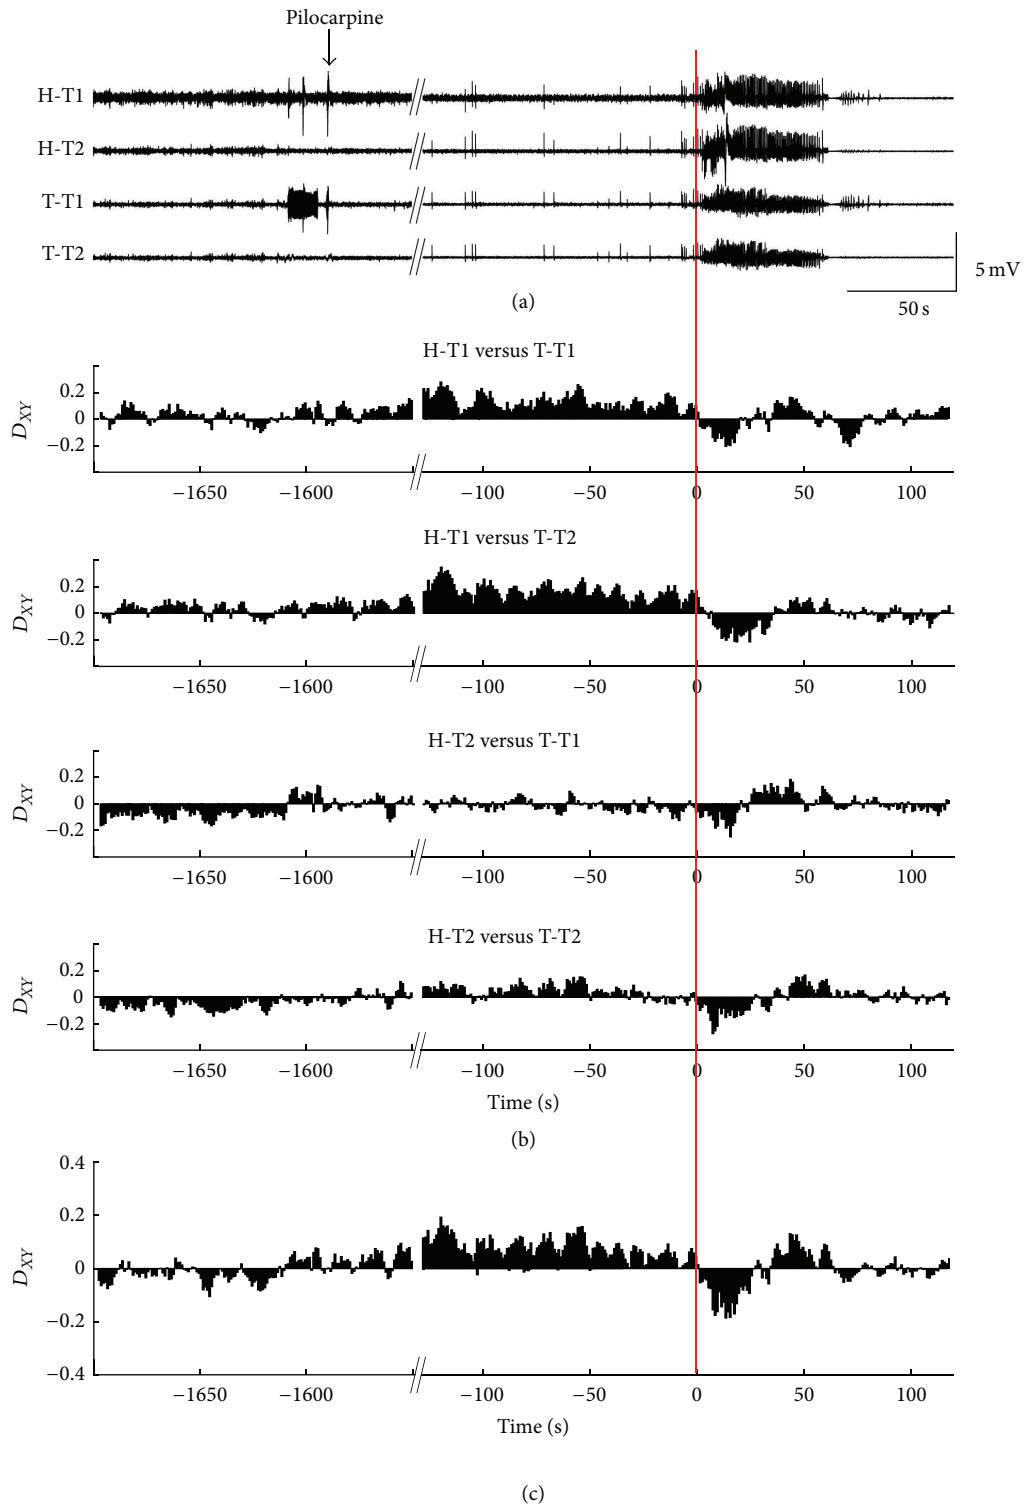 Pilocarpine
H-T1
H-T2
T-T1
T-T2
5 mV
50 s
(a)
H-T1 versus T-T1
0.2
0
−0.2
D_XY
−1650 −1600 −100 −50 0 50 100
H-T1 versus T-T2
0.2
0
−0.2
D_XY
−1650 −1600 −100 −50 0 50 100
H-T2 versus T-T1
0.2
0
−0.2
D_XY
−1650 −1600 −100 −50 0 50 100
H-T2 versus T-T2
0.2
0
−0.2
D_XY
−1650 −1600 −100 −50 0 50 100
Time (s)
(b)
0.4
0.2
0
−0.2
−0.4
D_XY
−1650 −1600 −100 −50 0 50 100
Time (s)
(c)